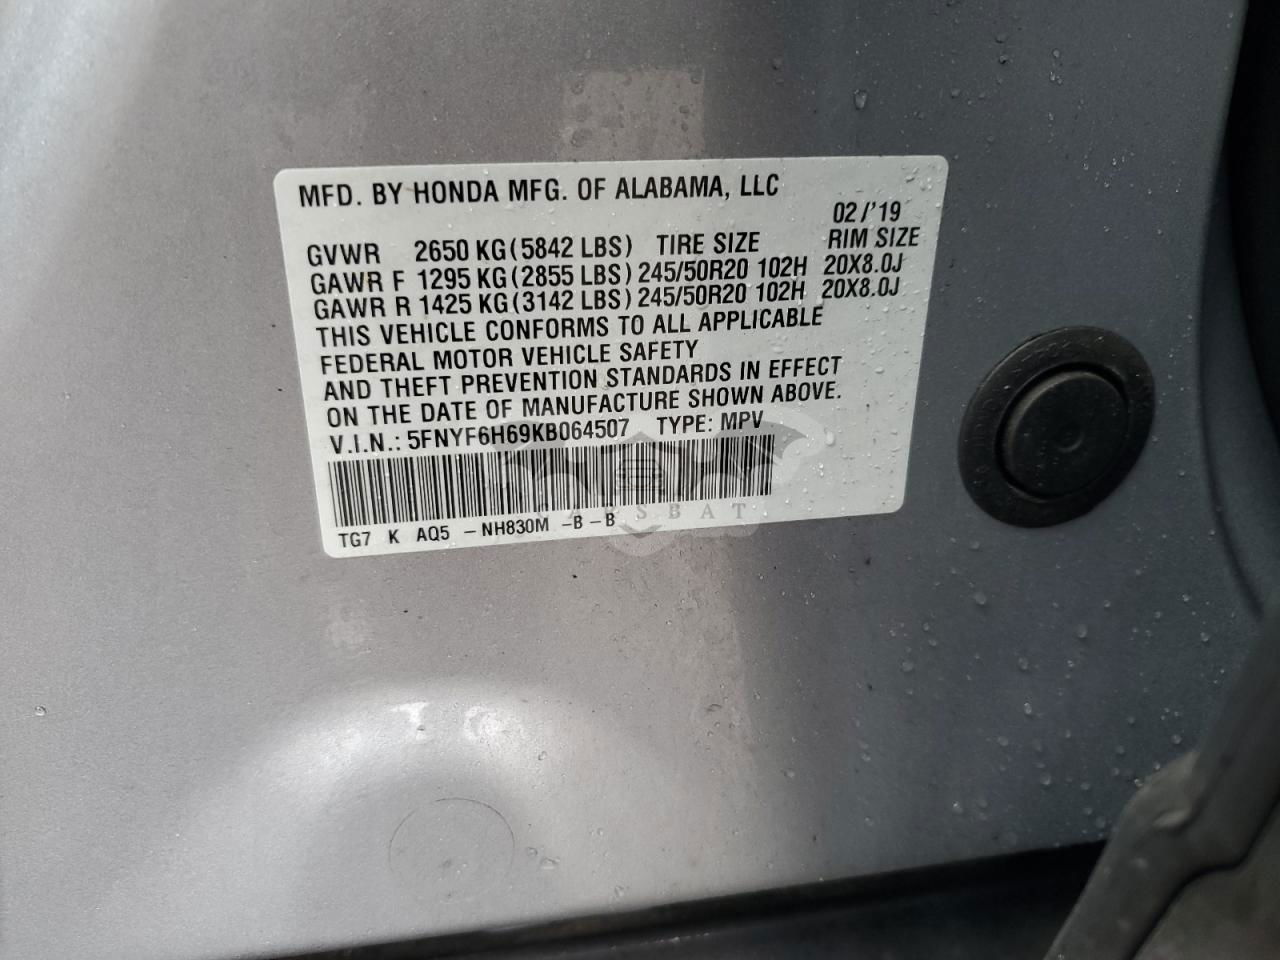 MFD. BY HONDA MFG. OF ALABAMA, LLC
02/'19
GVWR 2650 KG (5842 LBS) TIRE SIZE RIM SIZE
GAWR F 1295 KG (2855 LBS) 245/50R20 102H 20X8.0J
GAWR R 1425 KG (3142 LBS) 245/50R20 102H 20X8.0J
THIS VEHICLE CONFORMS TO ALL APPLICABLE
FEDERAL MOTOR VEHICLE SAFETY
AND THEFT PREVENTION STANDARDS IN EFFECT
ON THE DATE OF MANUFACTURE SHOWN ABOVE.
V.I.N.: 5FNYF6H69KB064507 TYPE: MPV
CARSBAT
TG7 K AQ5 - NH830M - B - B